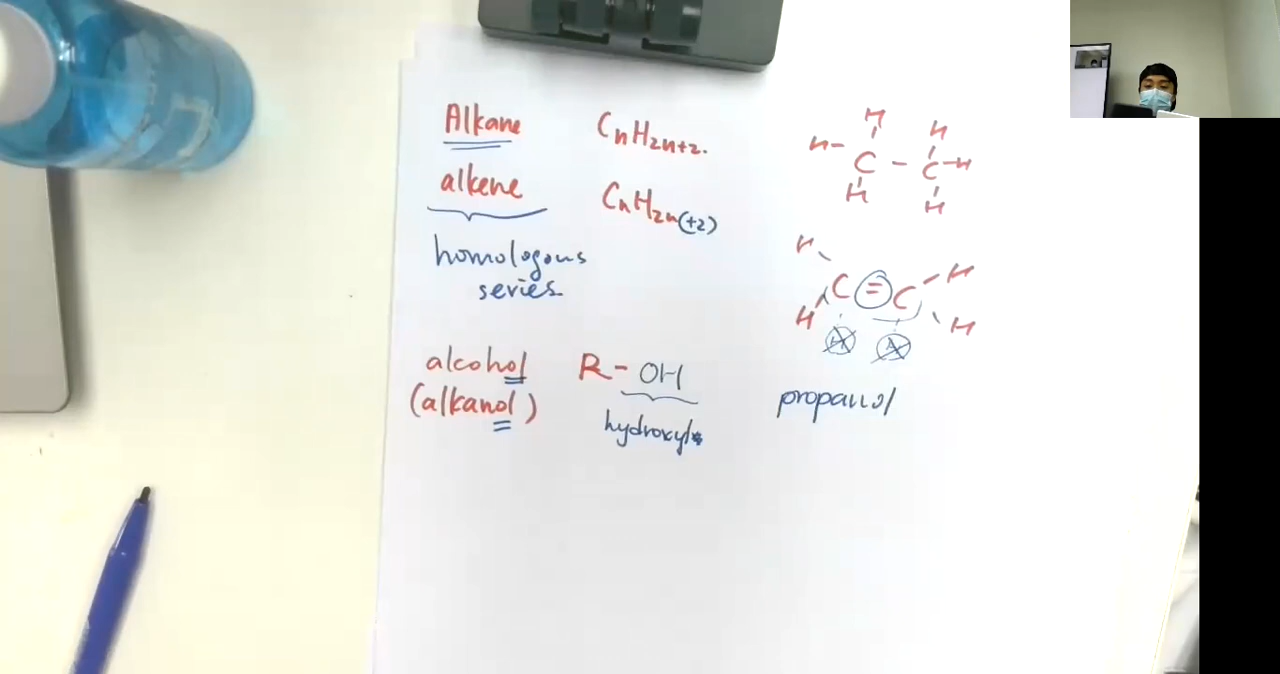 Alkane CnH2n+2.
alkene CnH2n(+2)
homologous
series
H
H- C - C -H
H H
H
H
C = C - H
H H
alcohol R- OH propanol
(alkanol) hydroxyl*